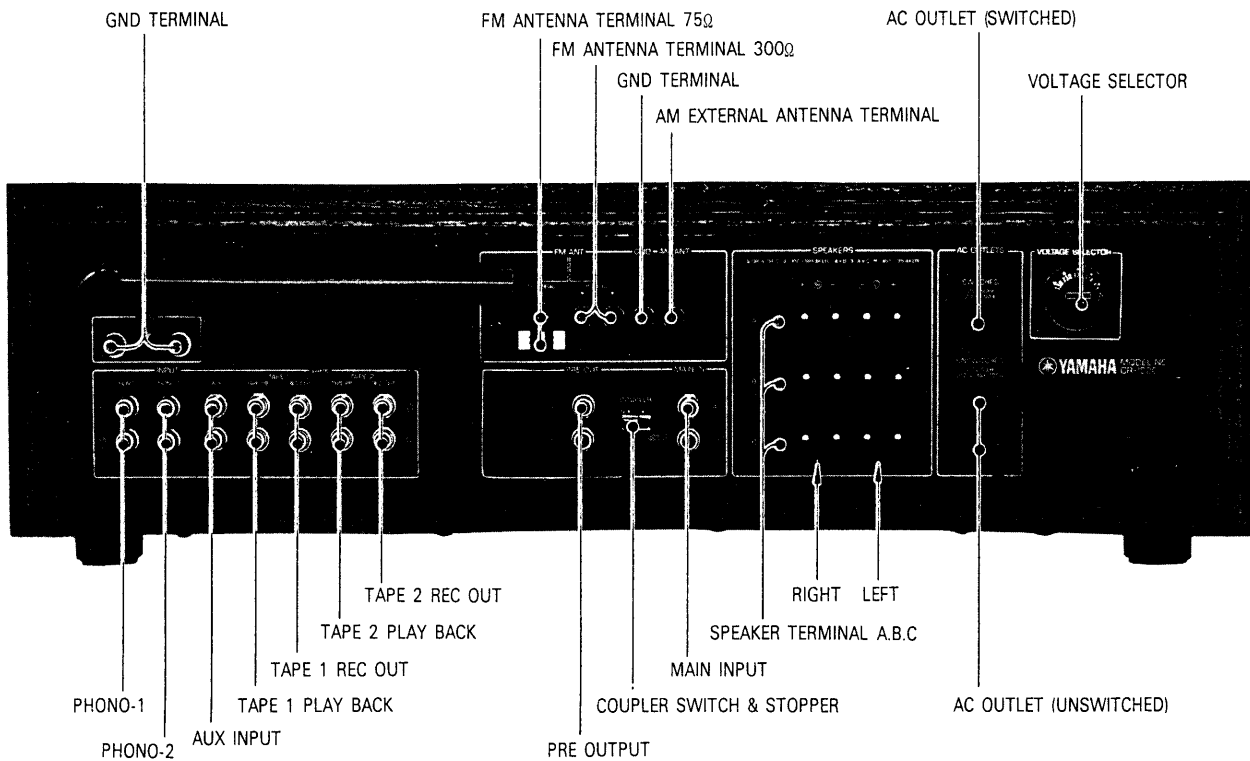 GND TERMINAL
FM ANTENNA TERMINAL 75Ω
FM ANTENNA TERMINAL 300Ω
GND TERMINAL
AM EXTERNAL ANTENNA TERMINAL
AC OUTLET (SWITCHED)
VOLTAGE SELECTOR
FM ANT
SPEAKERS
AC OUTLETS
VOLTAGE SELECTOR
INPUT
PRE OUT
MAIN IN
YAMAHA
TAPE 2 REC OUT
TAPE 2 PLAY BACK
TAPE 1 REC OUT
TAPE 1 PLAY BACK
PHONO-1
AUX INPUT
PHONO-2
RIGHT LEFT
SPEAKER TERMINAL A.B.C
MAIN INPUT
COUPLER SWITCH & STOPPER
PRE OUTPUT
AC OUTLET (UNSWITCHED)